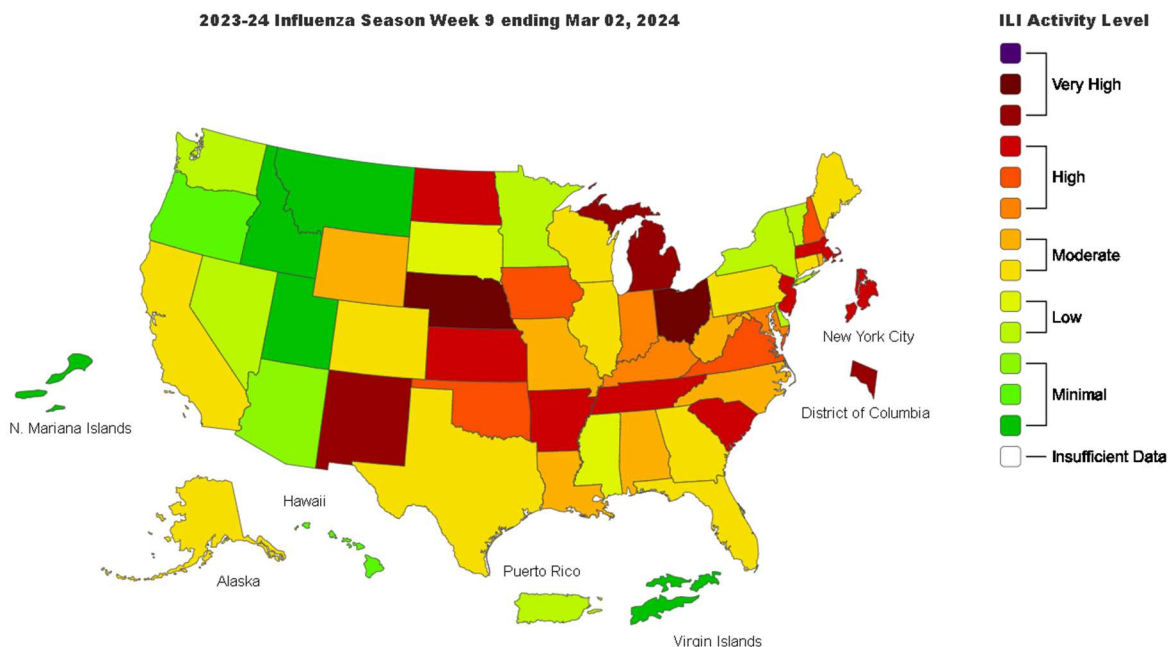 2023-24 Influenza Season Week 9 ending Mar 02, 2024
ILI Activity Level
Very High
High
Moderate
Low
Minimal
Insufficient Data
New York City
District of Columbia
N. Mariana Islands
Hawaii
Alaska
Puerto Rico
Virgin Islands